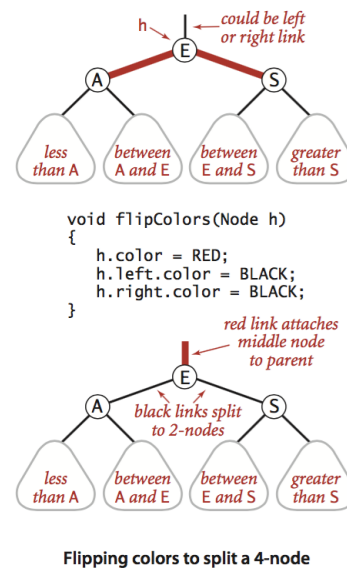 could be left
or right link
h
E
A
S
less
than A
between
A and E
between
E and S
greater
than S
void flipColors(Node h)
{
    h.color = RED;
    h.left.color = BLACK;
    h.right.color = BLACK;
}
red link attaches
middle node
to parent
E
A
S
black links split
to 2-nodes
less
than A
between
A and E
between
E and S
greater
than S
Flipping colors to split a 4-node